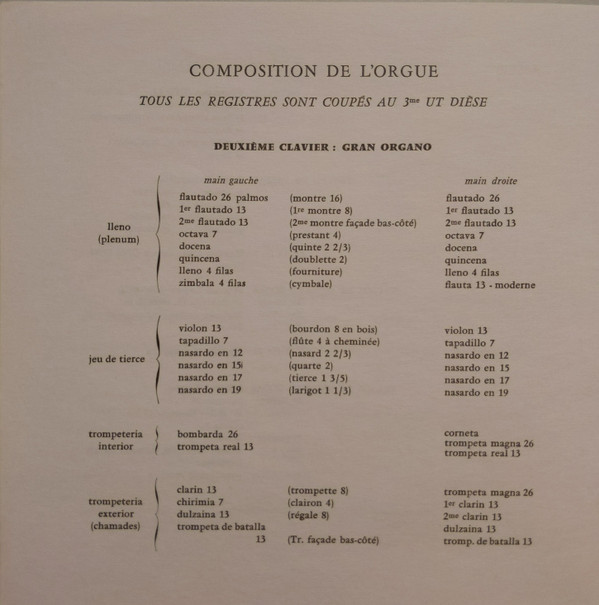 COMPOSITION DE L'ORGUE
TOUS LES REGISTRES SONT COUPÉS AU 3me UT DIÈSE
DEUXIÈME CLAVIER : GRAN ORGANO
main gauche main droite
lleno
(plenum)
flautado 26 palmos (montre 16) flautado 26
1er flautado 13 (1re montre 8) 1er flautado 13
2me flautado 13 (2me montre façade bas-côté) 2me flautado 13
octava 7 (prestant 4) octava 7
docena (quinte 2 2/3) docena
quincena (doublette 2) quincena
lleno 4 filas (fourniture) lleno 4 filas
zimbala 4 filas (cymbale) flauta 13 - moderne
jeu de tierce
violon 13 (bourdon 8 en bois) violon 13
tapadillo 7 (flûte 4 à cheminée) tapadillo 7
nasardo en 12 (nasard 2 2/3) nasardo en 12
nasardo en 15 (quarte 2) nasardo en 15
nasardo en 17 (tierce 1 3/5) nasardo en 17
nasardo en 19 (larigot 1 1/3) nasardo en 19
trompeteria
interior
bombarda 26 corneta
trompeta real 13 trompeta magna 26
trompeta real 13
trompeteria
exterior
(chamades)
clarin 13 (trompette 8) trompeta magna 26
chirimia 7 (clairon 4) 1er clarin 13
dulzaina 13 (régale 8) 2me clarin 13
trompeta de batalla dulzaina 13
13 (Tr. façade bas-côté) tromp. de batalla 13